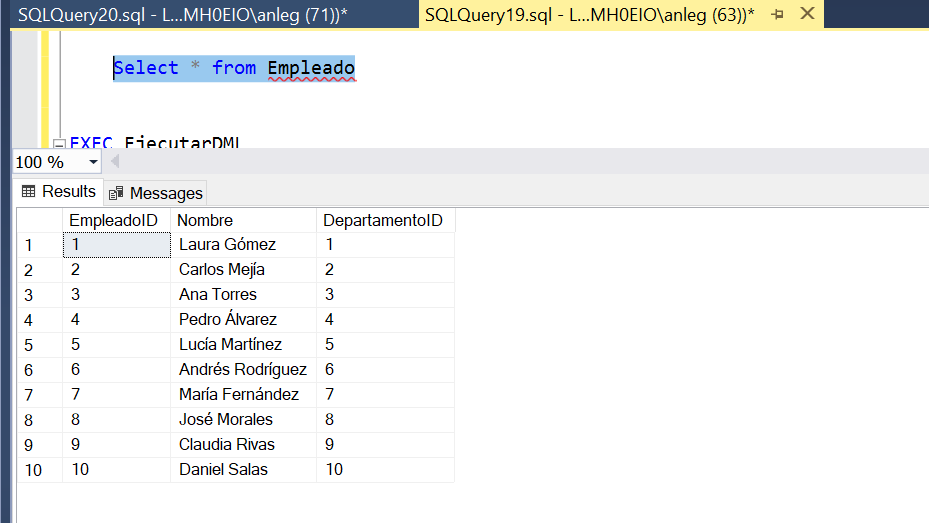 SQLQuery20.sql - L...MH0EIO\anleg (71))* SQLQuery19.sql - L...MH0EIO\anleg (63))*
Select * from Empleado
EXEC EjecutarDML
100 %
Results Messages
EmpleadoID Nombre DepartamentoID
1 1 Laura Gómez 1
2 2 Carlos Mejía 2
3 3 Ana Torres 3
4 4 Pedro Álvarez 4
5 5 Lucía Martínez 5
6 6 Andrés Rodríguez 6
7 7 María Fernández 7
8 8 José Morales 8
9 9 Claudia Rivas 9
10 10 Daniel Salas 10